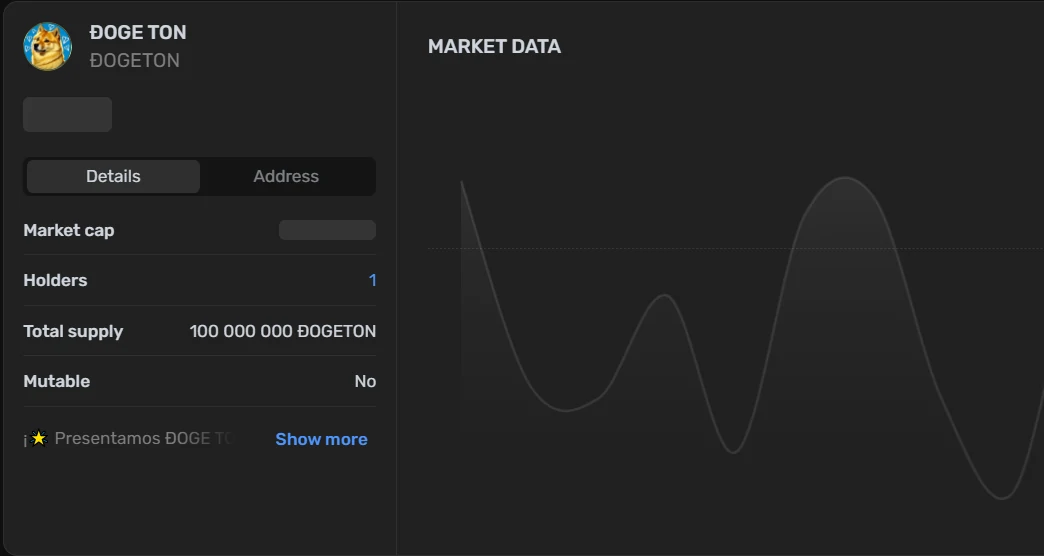 ĐOGE TON
ĐOGETON
MARKET DATA
Details
Address
Market cap
Holders 1
Total supply 100 000 000 ĐOGETON
Mutable No
¡🌟 Presentamos ĐOGE TO Show more